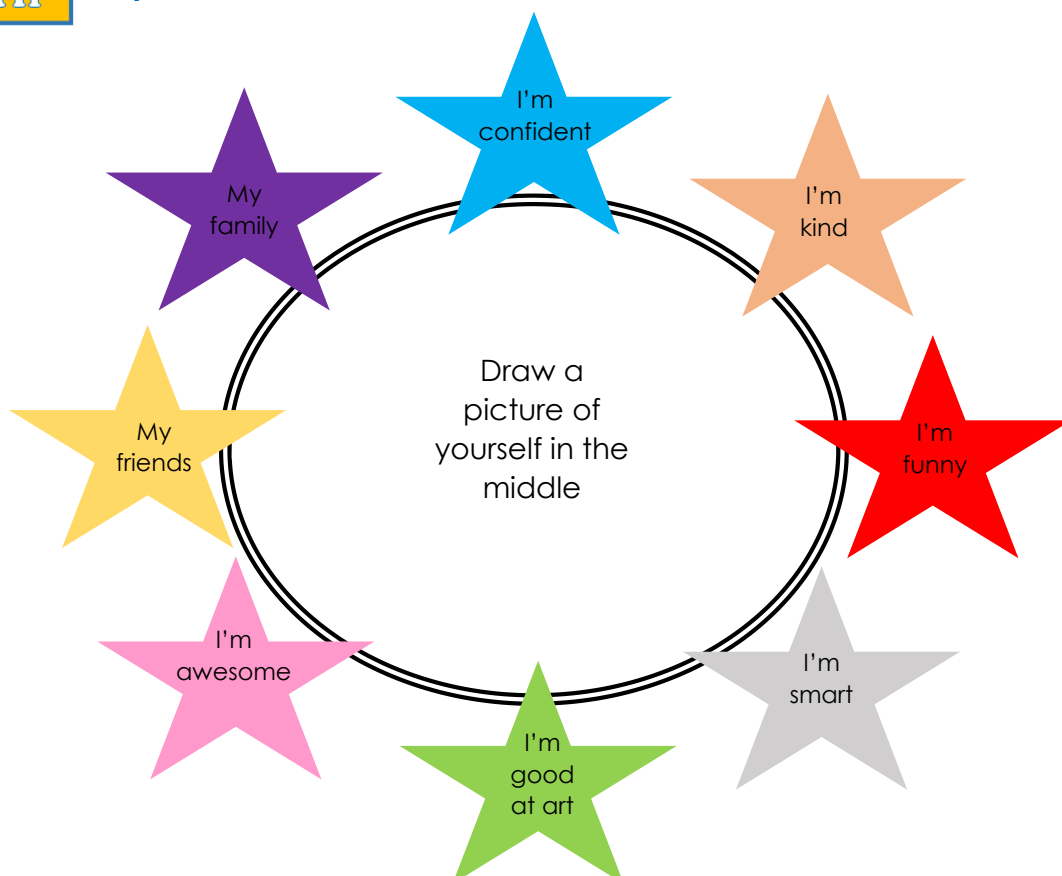 I'm
confident
I'm
kind
My
family
Draw a
picture of
yourself in the
middle
My
friends
I'm
funny
I'm
awesome
I'm
smart
I'm
good
at art